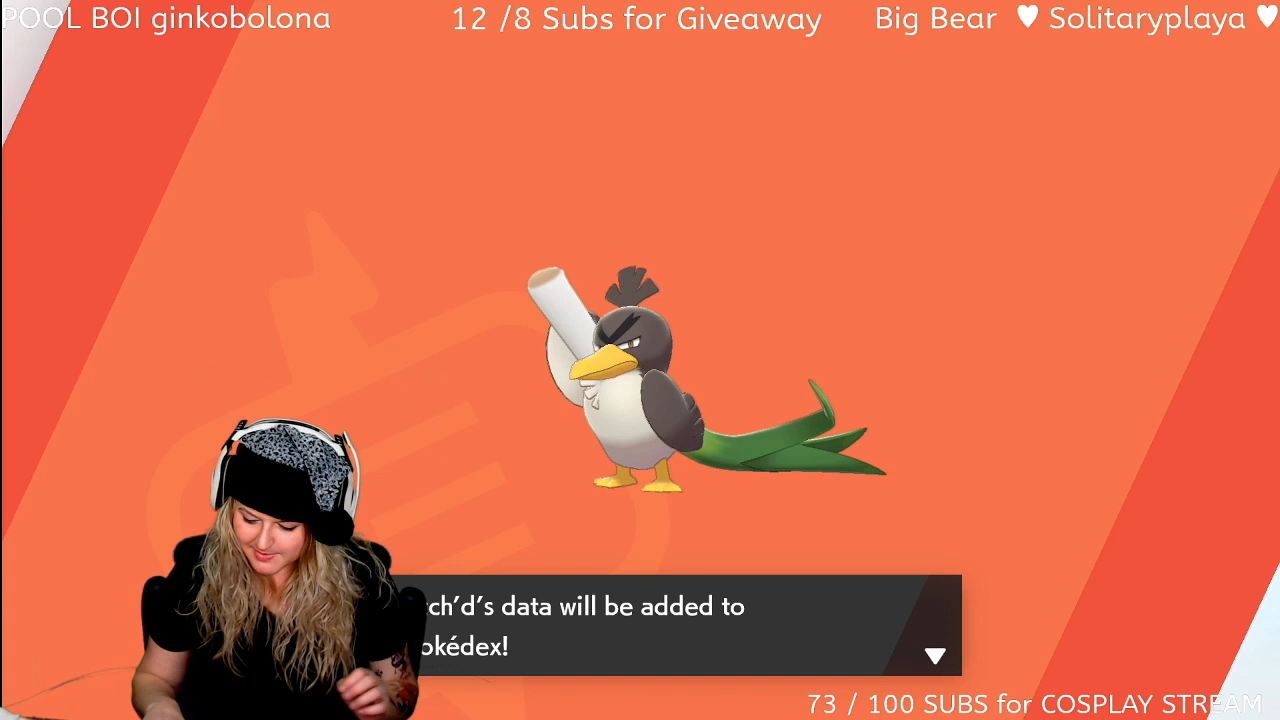 POOL BOI ginkobolona
12 /8 Subs for Giveaway
Big Bear ♥ Solitaryplaya ♥
tch'd's data will be added to
okédex!
73 / 100 SUBS for COSPLAY STREAM